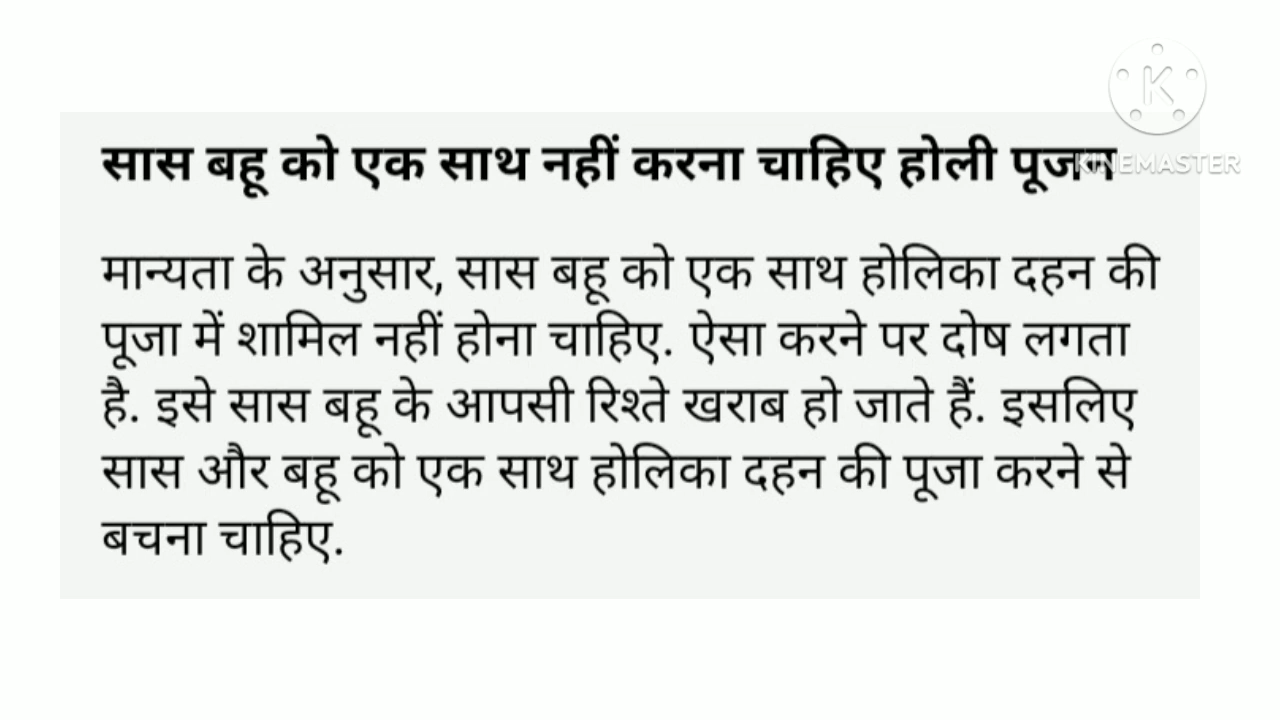 सास बहू को एक साथ नहीं करना चाहिए होली पूजन
KINEMASTER
मान्यता के अनुसार, सास बहू को एक साथ होलिका दहन की
पूजा में शामिल नहीं होना चाहिए. ऐसा करने पर दोष लगता
है. इसे सास बहू के आपसी रिश्ते खराब हो जाते हैं. इसलिए
सास और बहू को एक साथ होलिका दहन की पूजा करने से
बचना चाहिए.